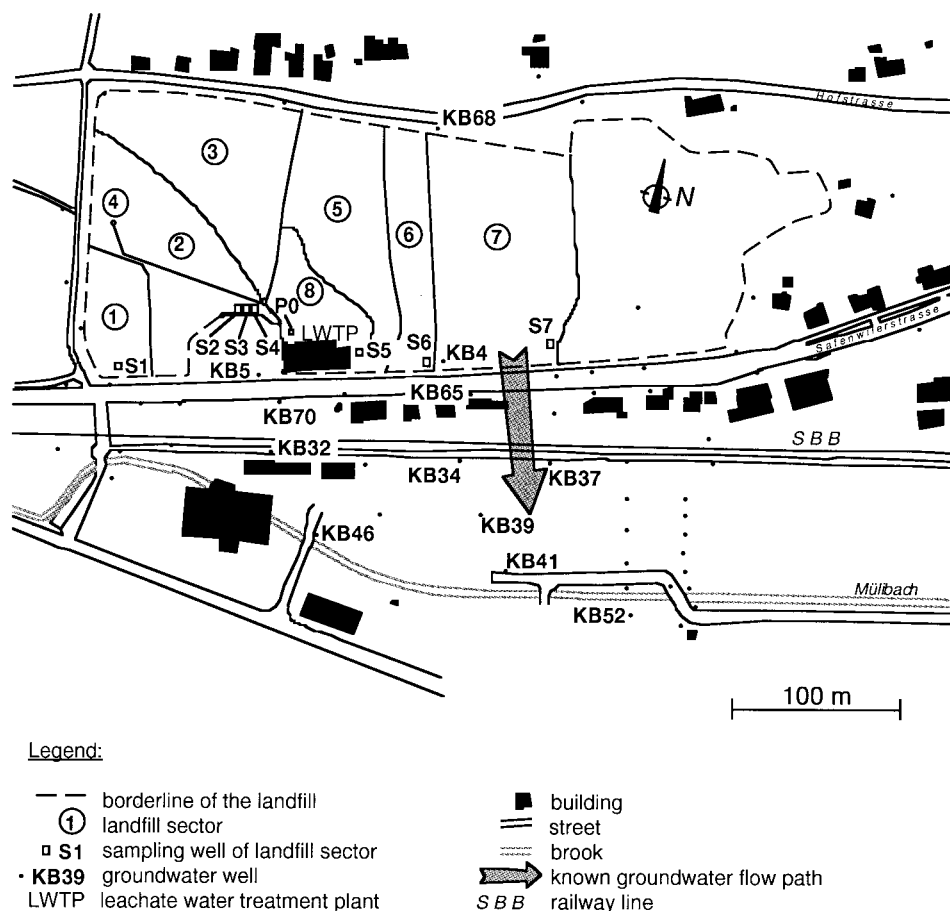 Hofstrasse
KB68
3
4
5
N
2
6
7
8
P0
1
LWTP
S7
S1
S2
S3
S4
S5
S6
KB4
KB5
Safenwilerstrasse
KB65
KB70
SBB
KB32
KB34
KB37
KB39
KB46
KB41
Mülibach
KB52
100 m
Legend:
borderline of the landfill
1 landfill sector
S1 sampling well of landfill sector
KB39 groundwater well
LWTP leachate water treatment plant
building
street
brook
known groundwater flow path
SBB railway line